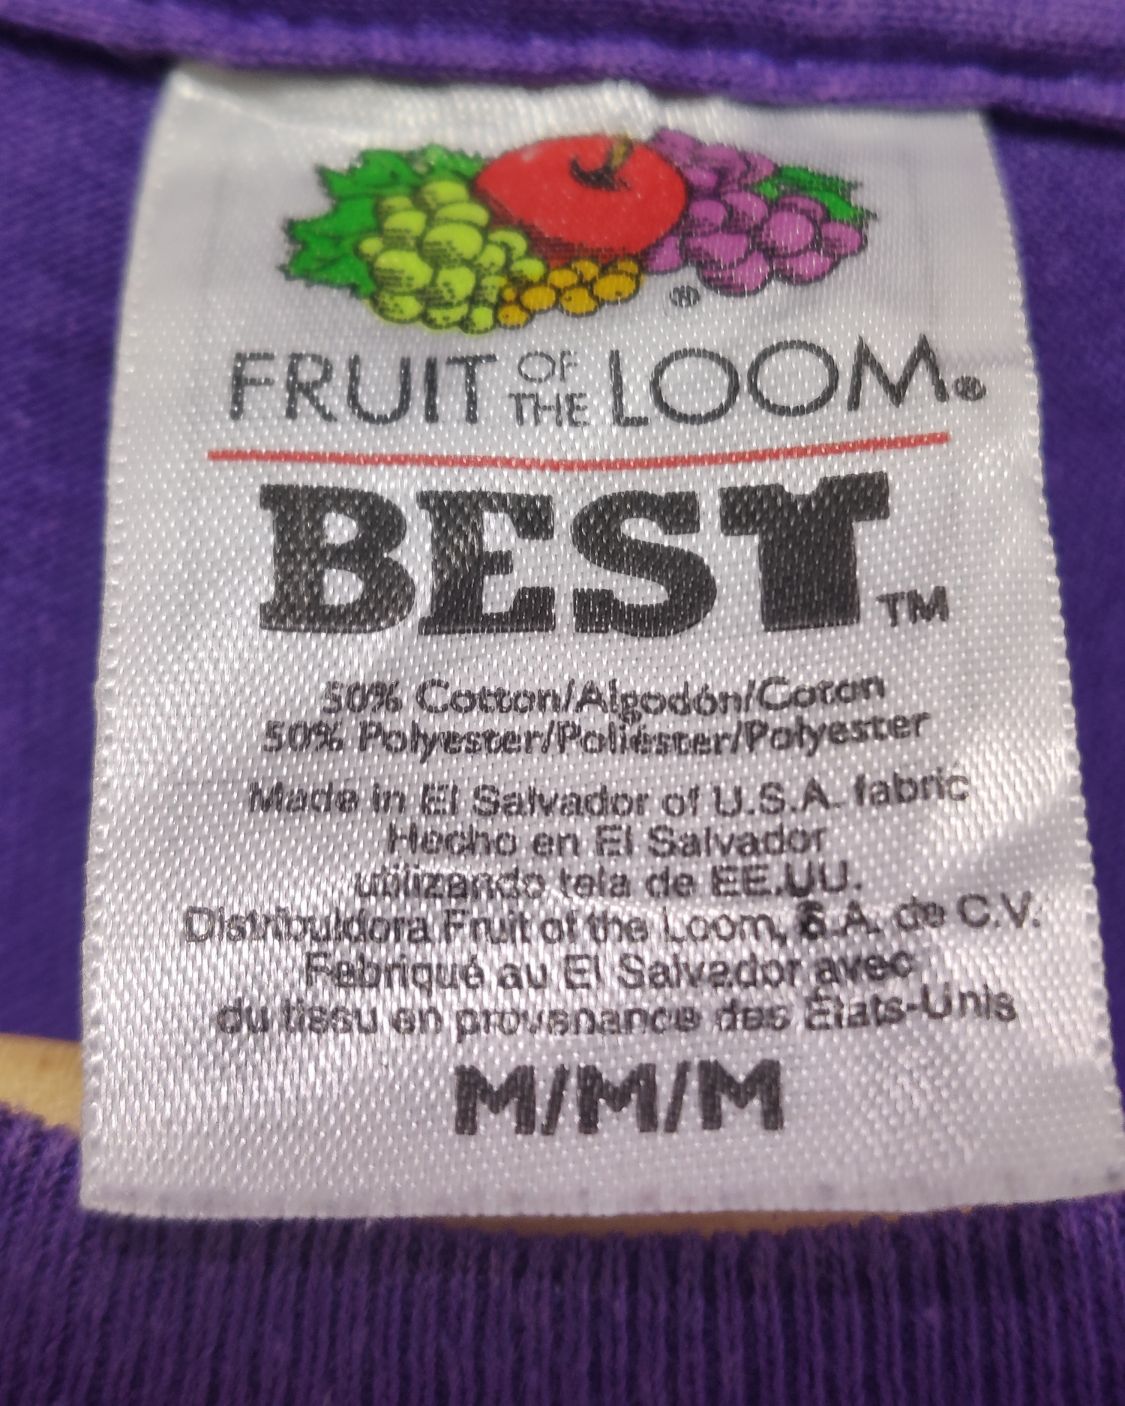 ®
FRUIT OF THE LOOM®
BEST™
50% Cotton/Algodón/Coton
50% Polyester/Poliéster/Polyester
Made in El Salvador of U.S.A. fabric
Hecho en El Salvador
utilizando tela de EE.UU.
Distribuidora Fruit of the Loom, S.A. de C.V.
Fabriqué au El Salvador avec
du tissu en provenance des États-Unis
M/M/M